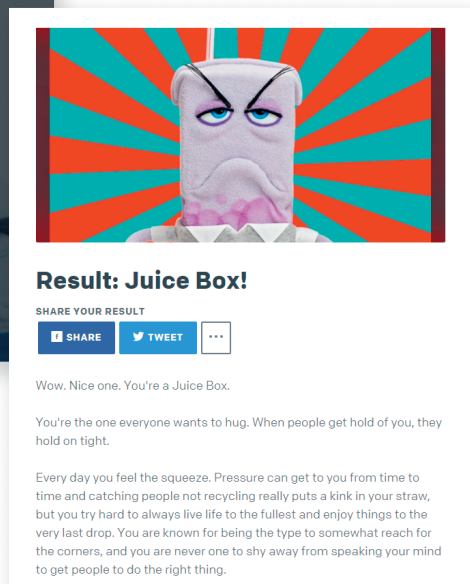 Result: Juice Box!
SHARE YOUR RESULT
f SHARE
TWEET
...
Wow. Nice one. You're a Juice Box.
You're the one everyone wants to hug. When people get hold of you, they
hold on tight.
Every day you feel the squeeze. Pressure can get to you from time to
time and catching people not recycling really puts a kink in your straw,
but you try hard to always live life to the fullest and enjoy things to the
very last drop. You are known for being the type to somewhat reach for
the corners, and you are never one to shy away from speaking your mind
to get people to do the right thing.